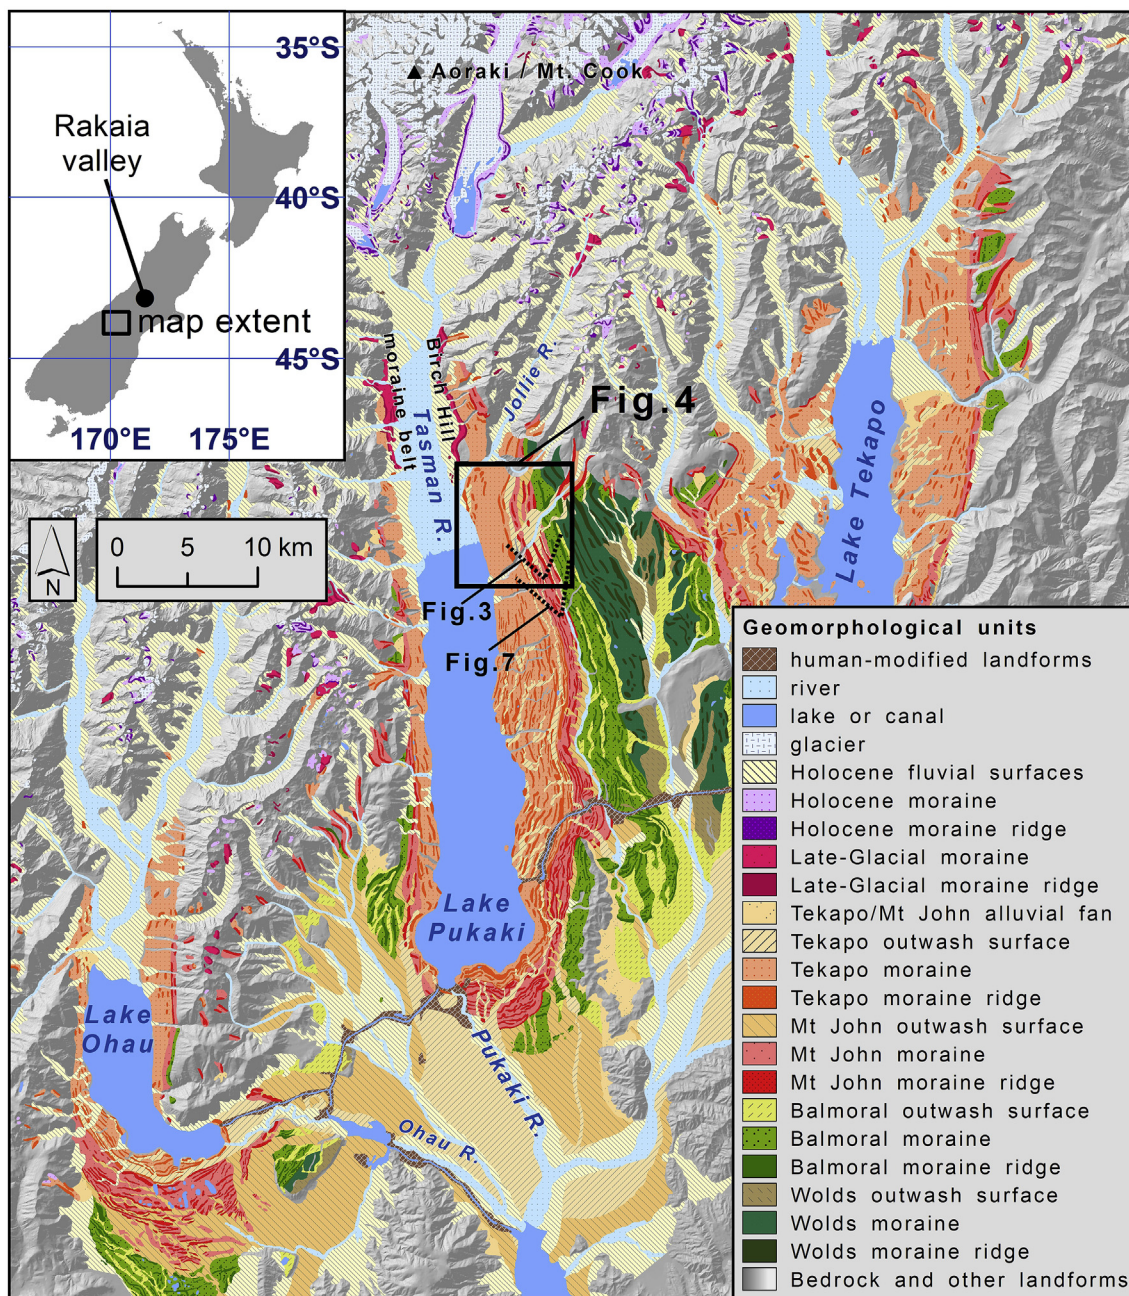 35°S
40°S
45°S
170°E
175°E
Rakaia
valley
map extent
Aoraki / Mt. Cook
Birch Hill
moraine belt
Tasman R.
Jollie R.
Fig.4
Lake Tekapo
0 5 10 km
N
Fig.3
Fig.7
Lake
Pukaki
Lake
Ohau
Pukaki R.
Ohau R.
Geomorphological units
human-modified landforms
river
lake or canal
glacier
Holocene fluvial surfaces
Holocene moraine
Holocene moraine ridge
Late-Glacial moraine
Late-Glacial moraine ridge
Tekapo/Mt John alluvial fan
Tekapo outwash surface
Tekapo moraine
Tekapo moraine ridge
Mt John outwash surface
Mt John moraine
Mt John moraine ridge
Balmoral outwash surface
Balmoral moraine
Balmoral moraine ridge
Wolds outwash surface
Wolds moraine
Wolds moraine ridge
Bedrock and other landforms